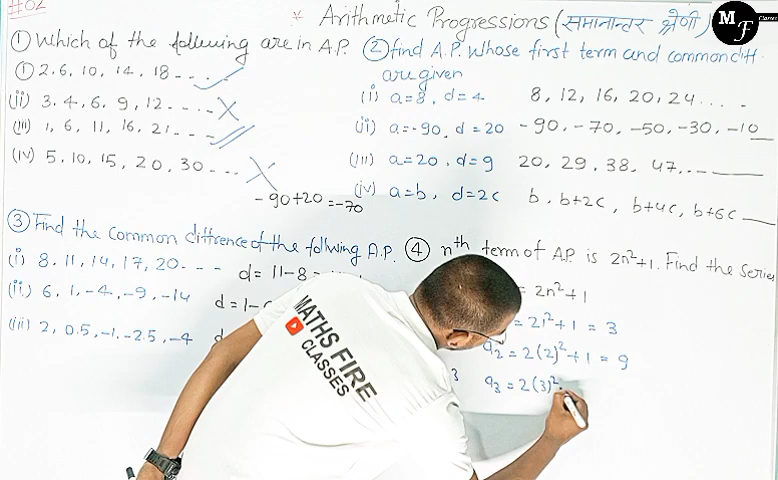 #02
* Arithmetic Progressions (समानान्तर श्रेणी)
M F Classes
① Which of the following are in A.P.
(i) 2, 6, 10, 14, 18 - - -
(ii) 3, 4, 6, 9, 12 - - - -
(iii) 1, 6, 11, 16, 21 - - -
(iv) 5, 10, 15, 20, 30 - - -
② find A.P. Whose first term and common diff.
are given
(i) a=8, d=4 8, 12, 16, 20, 24 . . . .
(ii) a=-90, d=20 -90, -70, -50, -30, -10
(iii) a=20, d=9 20, 29, 38, 47, . .
(iv) a=b, d=2c b, b+2c, b+4c, b+6c
-90+20=-70
③ Find the common diffrence of the follwing A.P.
(i) 8, 11, 14, 17, 20 - - - d= 11-8
(ii) 6, 1, -4, -9, -14 d=1-
(iii) 2, 0.5, -1, -2.5, -4 d
3
④ nth term of A.P. is 2n²+1. Find the series
= 2n²+1
= 21²+1 = 3
a₂ = 2(2)²+1 = 9
a₃ = 2(3)²
MATHS FIRE
CLASSES